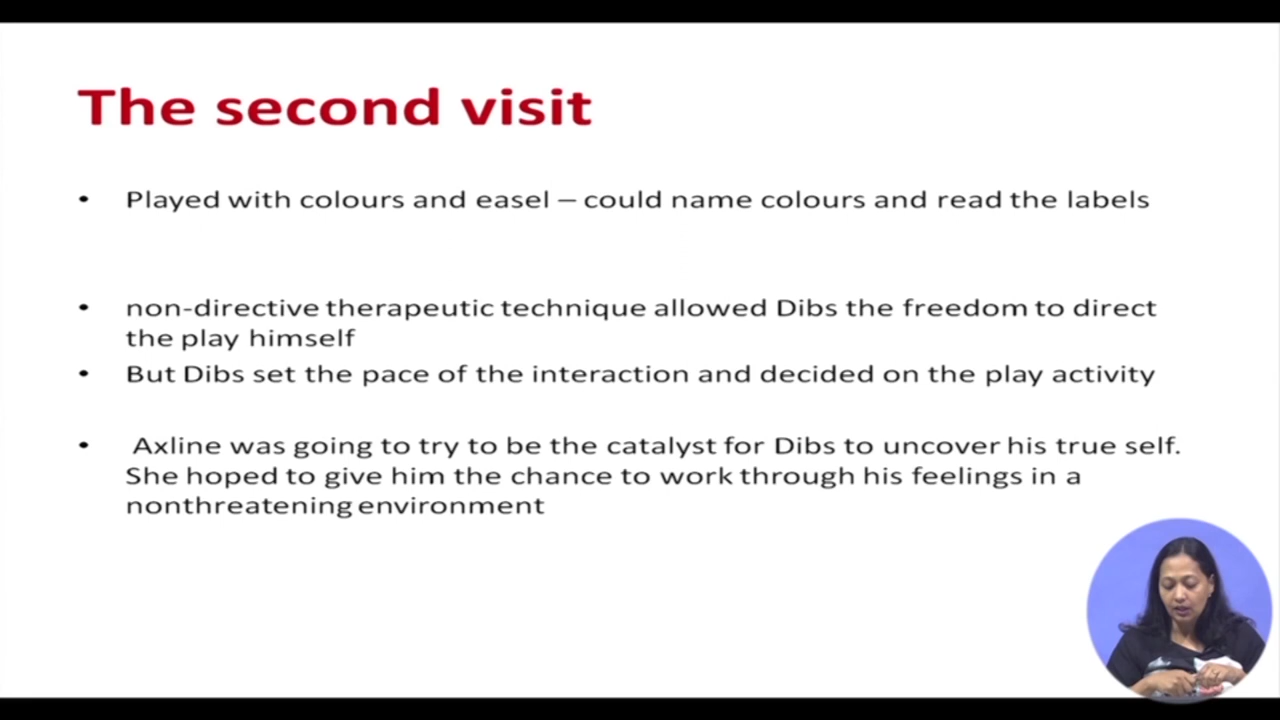 The second visit
• Played with colours and easel – could name colours and read the labels
• non-directive therapeutic technique allowed Dibs the freedom to direct
the play himself
• But Dibs set the pace of the interaction and decided on the play activity
• Axline was going to try to be the catalyst for Dibs to uncover his true self.
She hoped to give him the chance to work through his feelings in a
nonthreatening environment